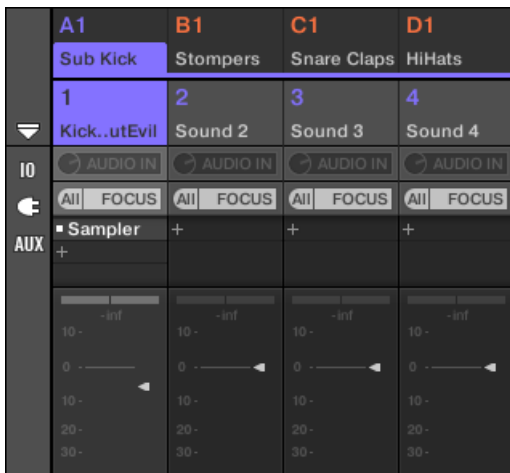 A1 B1 C1 D1
Sub Kick Stompers Snare Claps HiHats
1 2 3 4
Kick..utEvil Sound 2 Sound 3 Sound 4
AUDIO IN AUDIO IN AUDIO IN AUDIO IN
IO
All FOCUS All FOCUS All FOCUS All FOCUS
Sampler + + +
AUX
+
-inf -inf -inf -inf
10 - 10 - 10 - 10 -
0 - 0 - 0 - 0 -
10 - 10 - 10 - 10 -
20 - 20 - 20 - 20 -
30 - 30 - 30 - 30 -